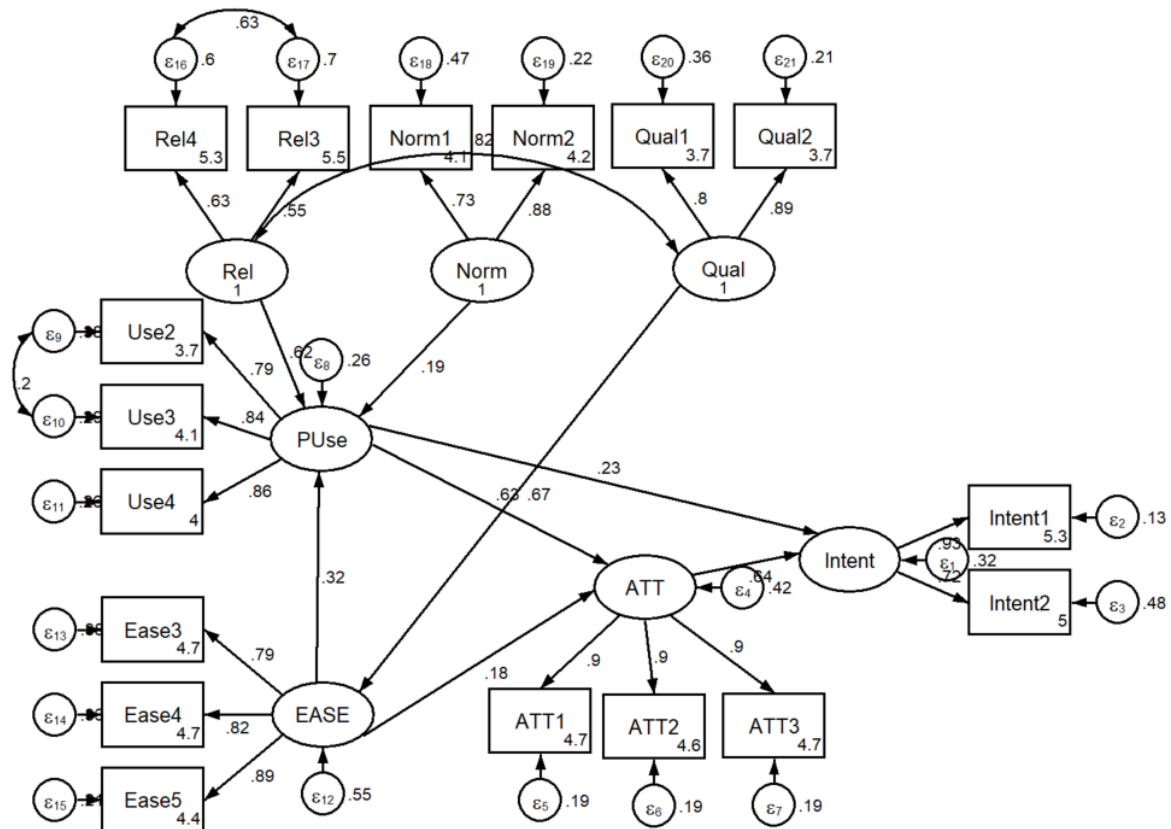 .63
ε16 .6 ε17 .7 ε18 .47 ε19 .22 ε20 .36 ε21 .21
Rel4 Rel3 Norm1 .82 Norm2 Qual1 Qual2
5.3 5.5 4.1 4.2 3.7 3.7
.63 .55 .73 .88 .8 .89
Rel Norm Qual
1 1 1
ε9 Use2
3.7
.62 ε8 .26
.79 .19
.2
ε10 Use3 .84
4.1
PUse
.86
ε11 Use4
4
.23
.63 .67
Intent1 ε2 .13
5.3
.93
Intent ε1 .32
.64 .72
.32 ATT ε4 .42
Intent2 ε3 .48
5
ε13 Ease3
4.7
.79 .18 .9 .9 .9
ε14 Ease4 .82 EASE
4.7
ATT1 ATT2 ATT3
4.7 4.6 4.7
.89
ε15 Ease5 ε12 .55
4.4
ε5 .19 ε6 .19 ε7 .19